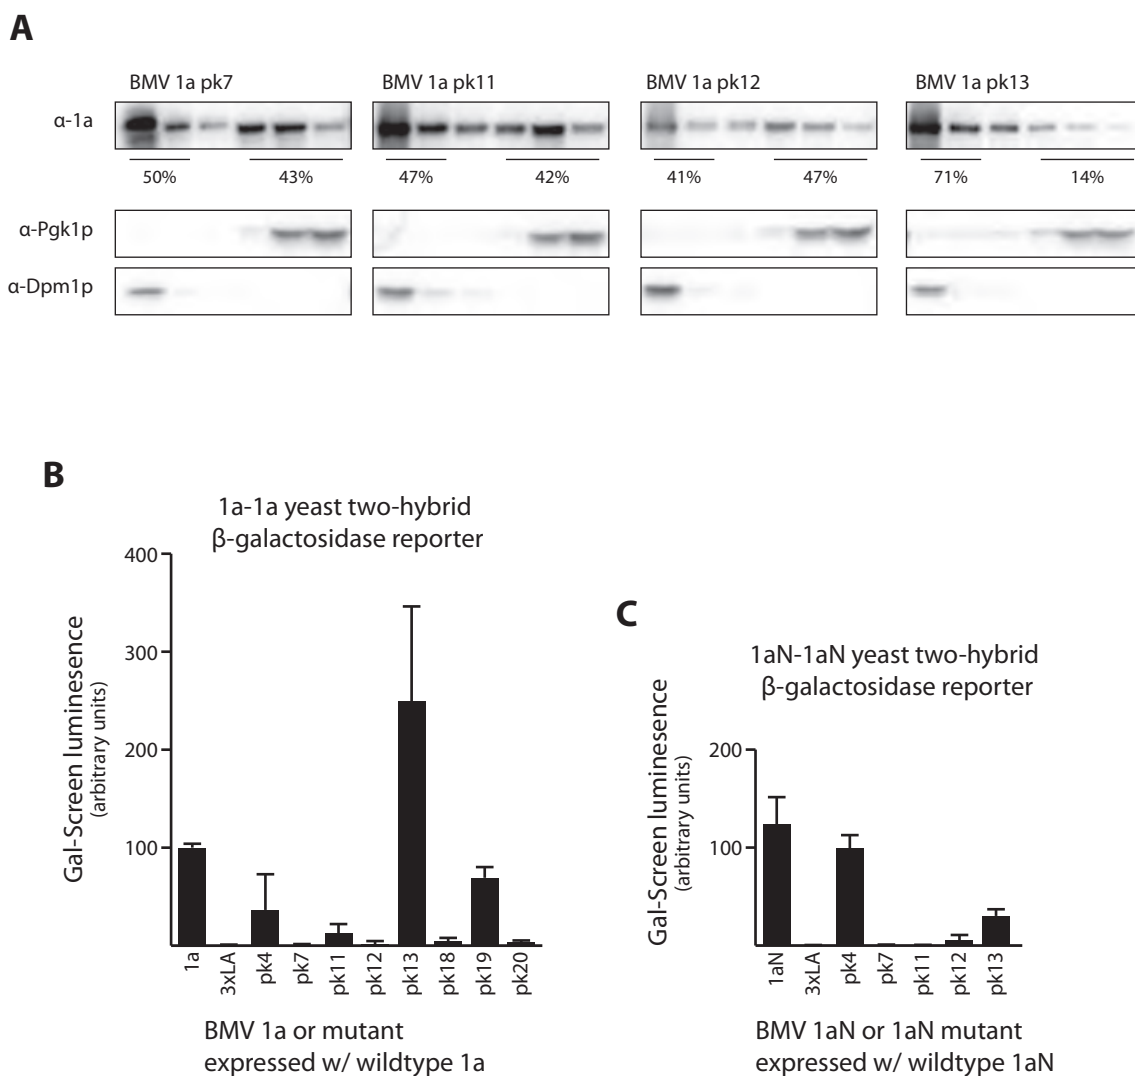 A
BMV 1a pk7
BMV 1a pk11
BMV 1a pk12
BMV 1a pk13
α-1a
50%
43%
47%
42%
41%
47%
71%
14%
α-Pgk1p
α-Dpm1p
B
1a-1a yeast two-hybrid
β-galactosidase reporter
Gal-Screen luminesence
(arbitrary units)
400
300
200
100
1a
3xLA
pk4
pk7
pk11
pk12
pk13
pk18
pk19
pk20
BMV 1a or mutant
expressed w/ wildtype 1a
C
1aN-1aN yeast two-hybrid
β-galactosidase reporter
Gal-Screen luminesence
(arbitrary units)
200
100
1aN
3xLA
pk4
pk7
pk11
pk12
pk13
BMV 1aN or 1aN mutant
expressed w/ wildtype 1aN